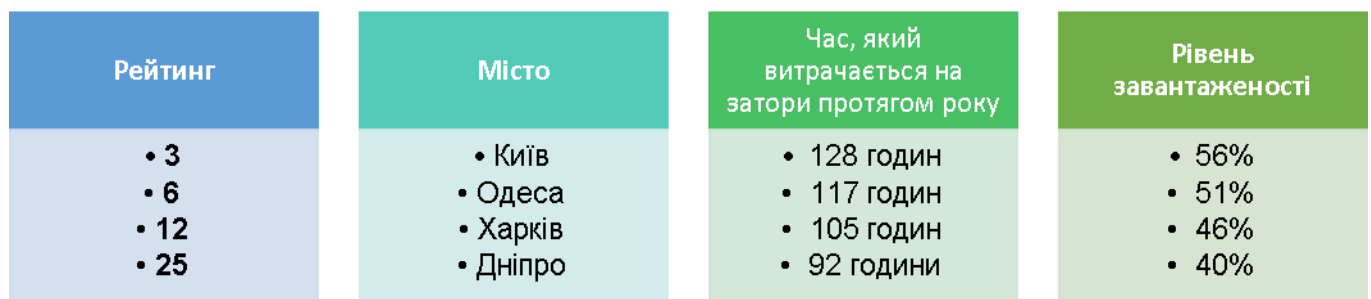 Рейтинг
• 3
• 6
• 12
• 25
Місто
• Київ
• Одеса
• Харків
• Дніпро
Час, який
витрачається на
затори протягом року
• 128 годин
• 117 годин
• 105 годин
• 92 години
Рівень
завантаженості
• 56%
• 51%
• 46%
• 40%